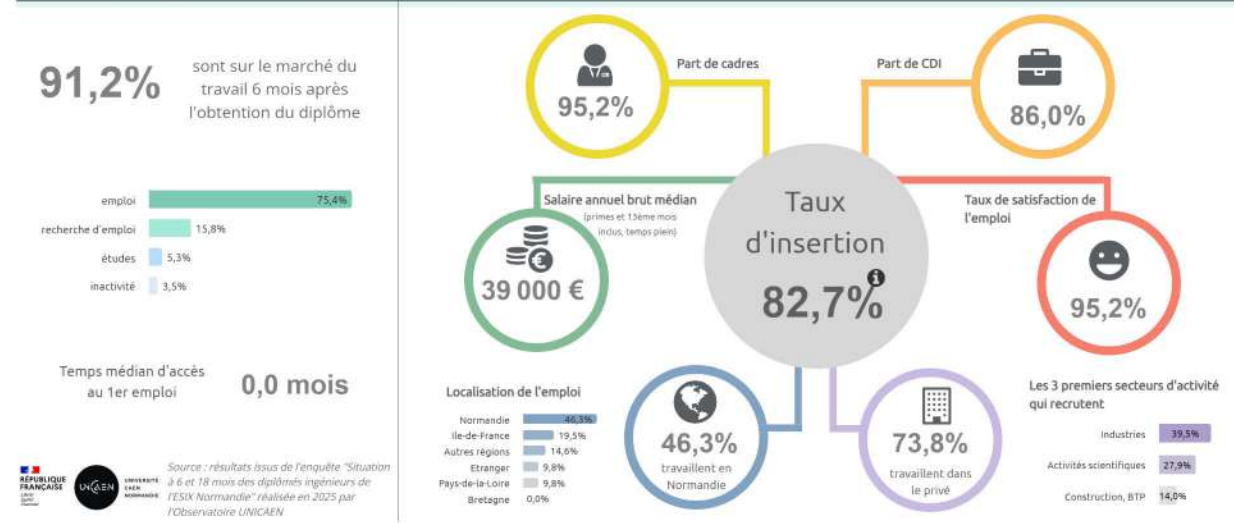 91,2%
sont sur le marché du
travail 6 mois après
l'obtention du diplôme
emploi 75,4%
recherche d'emploi 15,8%
études 5,3%
inactivité 3,5%
Temps médian d'accès
au 1er emploi
0,0 mois
RÉPUBLIQUE
FRANÇAISE
UNICAEN
UNIVERSITÉ
CAEN
NORMANDIE
Source : résultats issus de l'enquête "Situation
à 6 et 18 mois des diplômés ingénieurs de
l'ESIX Normandie" réalisée en 2025 par
l'Observatoire UNICAEN
95,2%
Part de cadres
Part de CDI
86,0%
Salaire annuel brut médian
(primes et 13ème mois
inclus, temps plein)
39 000 €
Taux
d'insertion
82,7%
Taux de satisfaction de
l'emploi
95,2%
Localisation de l'emploi
Normandie 46,3%
Ile-de-France 19,5%
Autres régions 14,6%
Etranger 9,8%
Pays-de-la-Loire 9,8%
Bretagne 0,0%
46,3%
travaillent en
Normandie
73,8%
travaillent dans
le privé
Les 3 premiers secteurs d'activité
qui recrutent
Industries 39,5%
Activités scientifiques 27,9%
Construction, BTP 14,0%